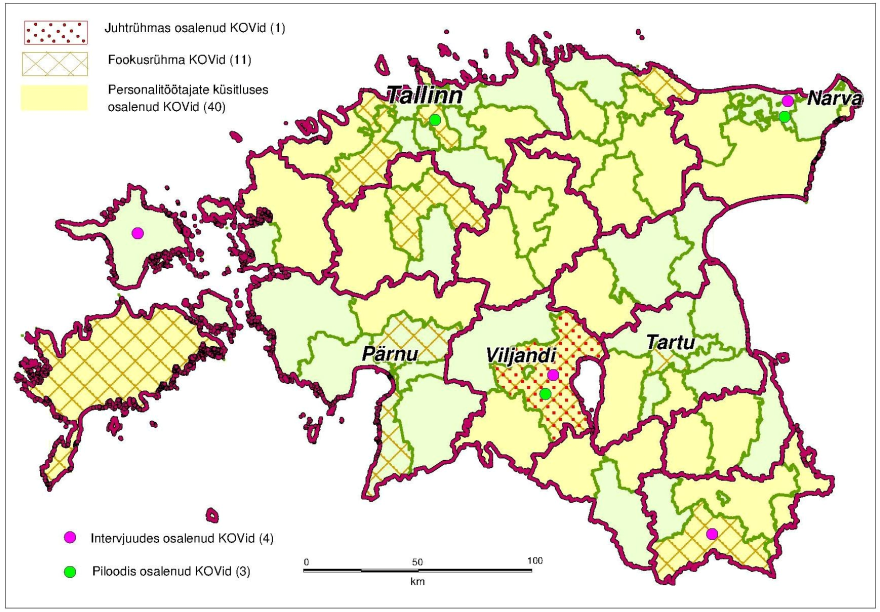 Juhtrühmas osalenud KOVid (1)
Fookusrühma KOVid (11)
Personalitöötajate küsitluses
osalenud KOVid (40)
Tallinn
Narva
Pärnu
Viljandi
Tartu
Intervjuudes osalenud KOVid (4)
Piloodis osalenud KOVid (3)
0 50 100
km